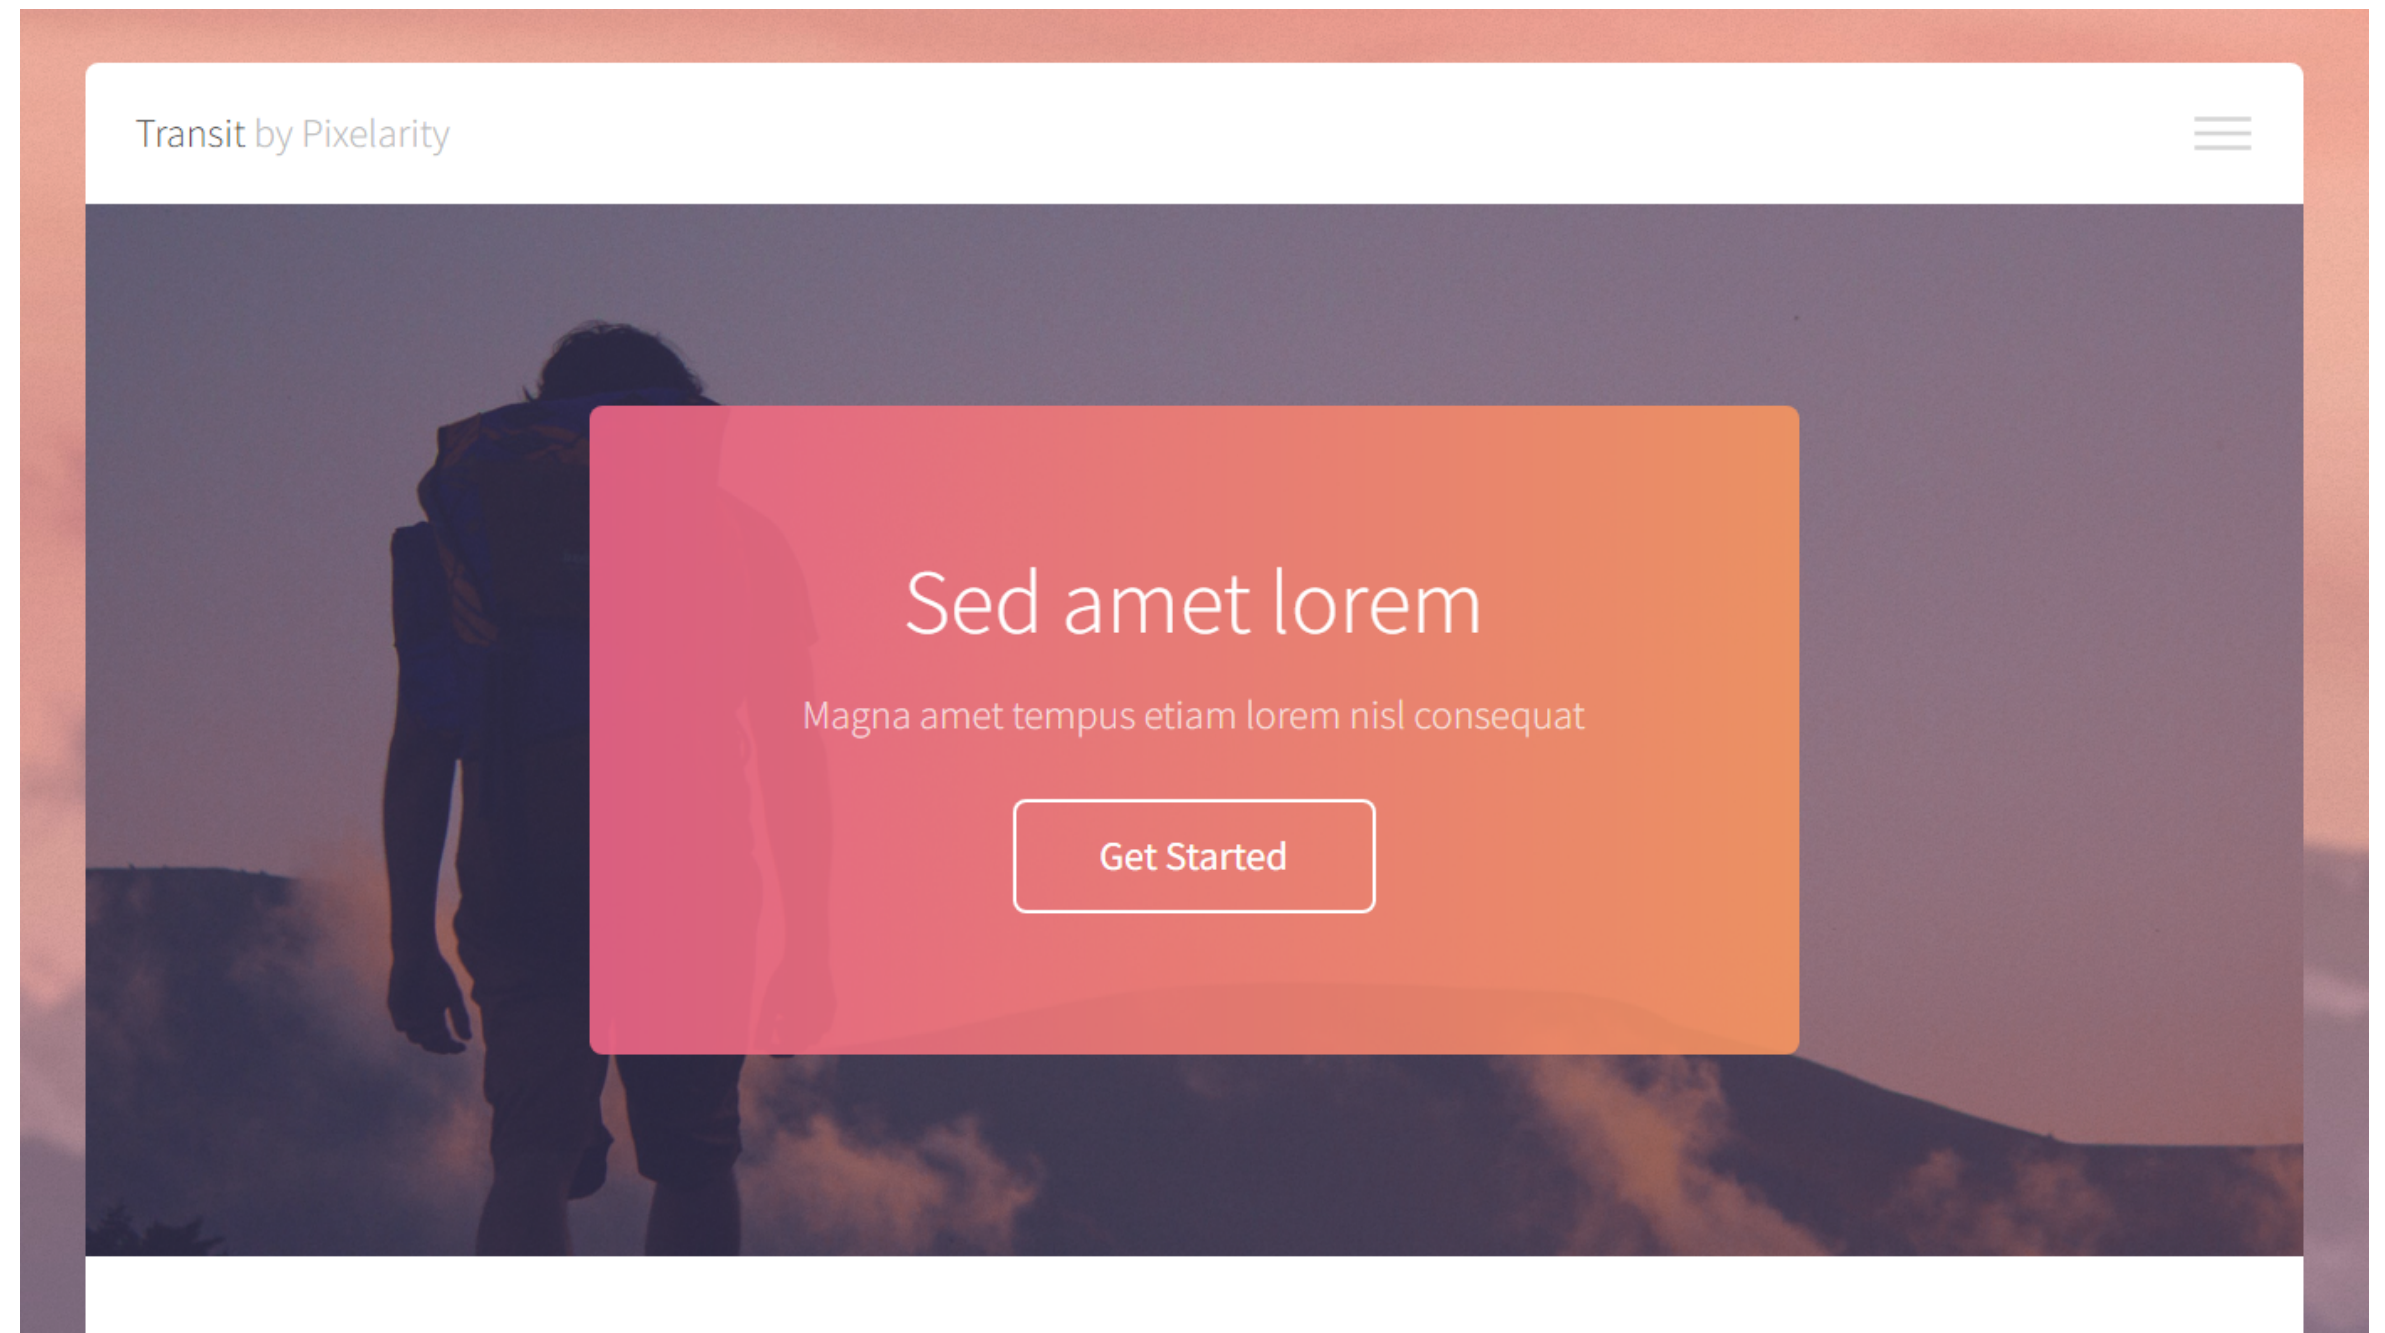 Transit by Pixelarity
Sed amet lorem
Magna amet tempus etiam lorem nisl consequat
Get Started